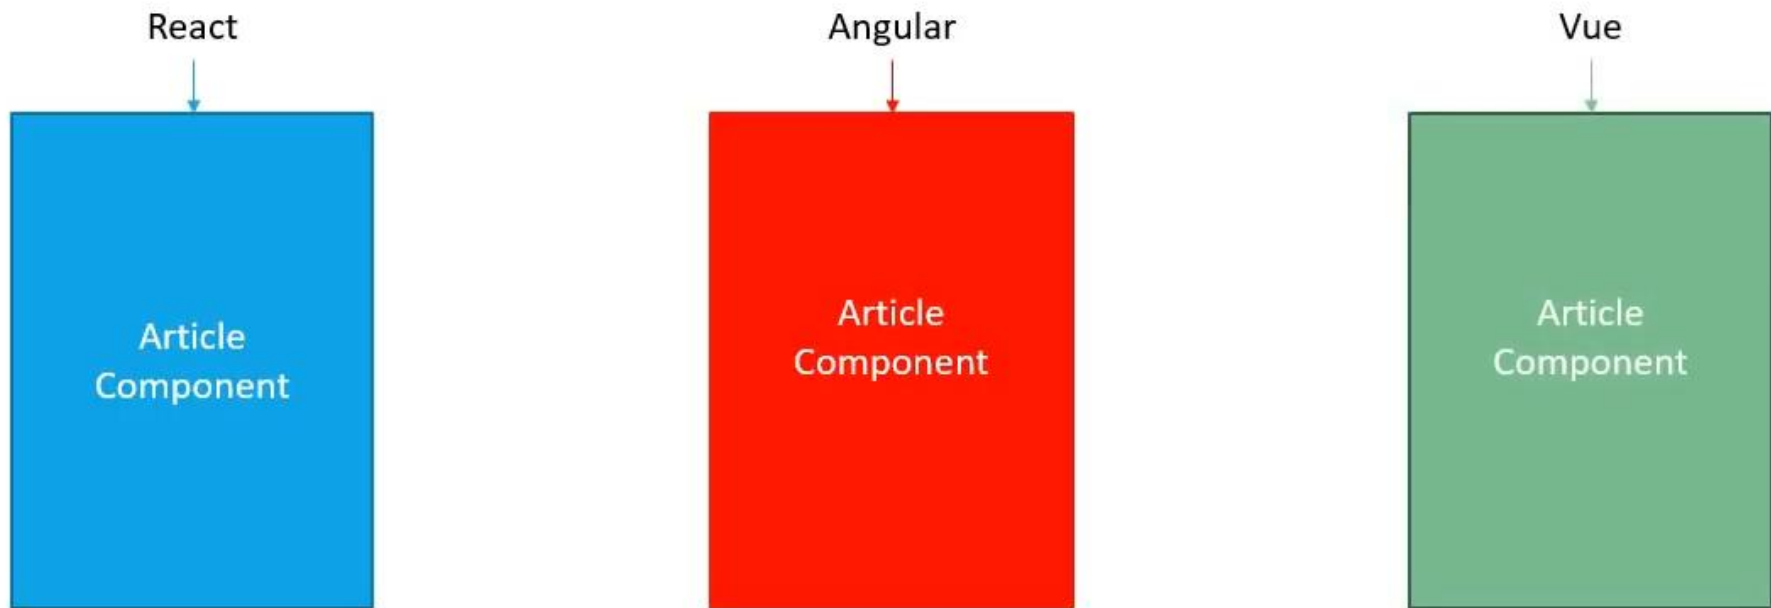 React
Angular
Vue
Article
Component
Article
Component
Article
Component